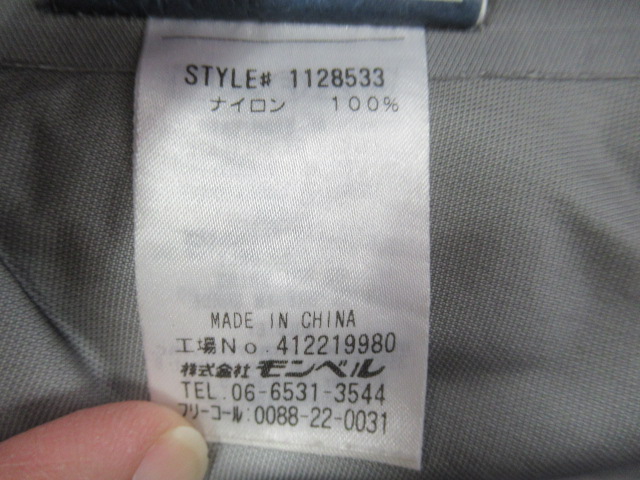 STYLE# 1128533
ナイロン 100%
MADE IN CHINA
工場No.412219980
株式会社 モンベル
TEL.06-6531-3544
フリーコール:0088-22-0031